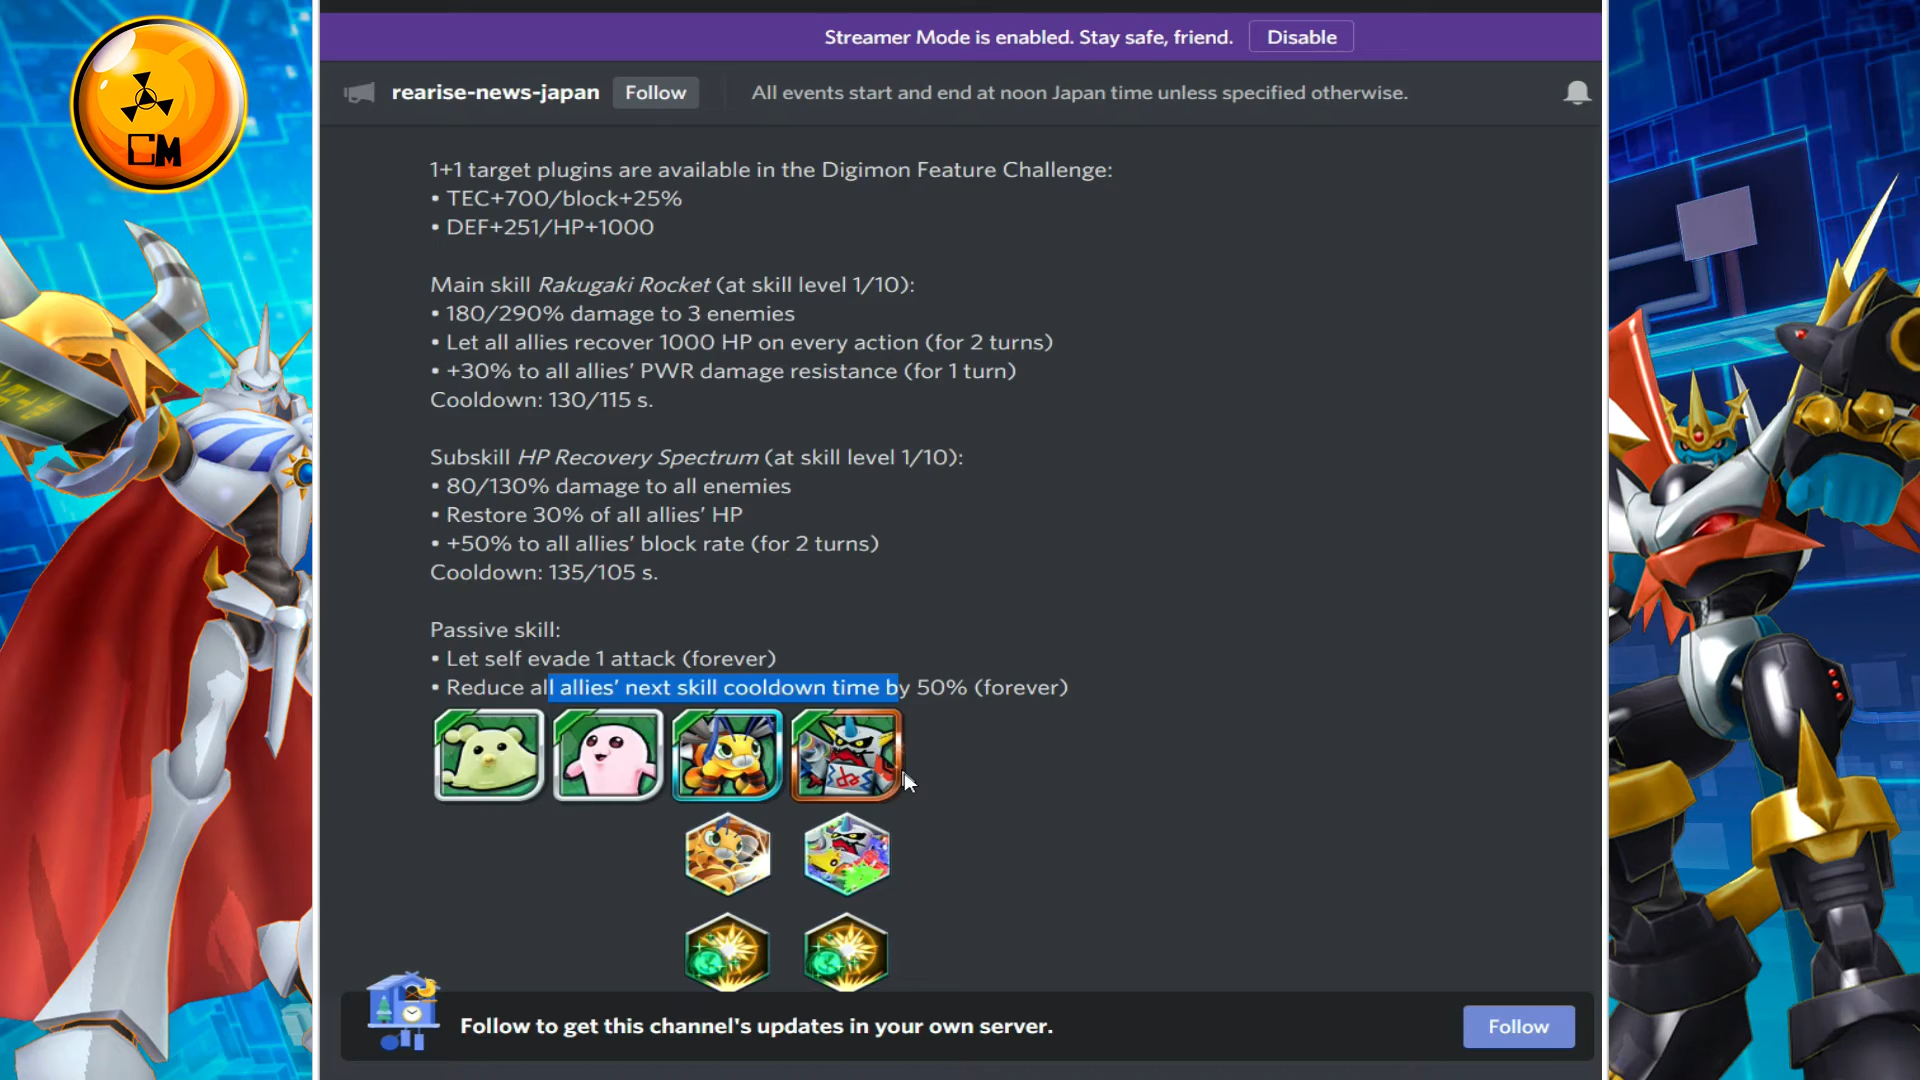 CM
Streamer Mode is enabled. Stay safe, friend. Disable
rearise-news-japan Follow All events start and end at noon Japan time unless specified otherwise.
1+1 target plugins are available in the Digimon Feature Challenge:
• TEC+700/block+25%
• DEF+251/HP+1000
Main skill Rakugaki Rocket (at skill level 1/10):
• 180/290% damage to 3 enemies
• Let all allies recover 1000 HP on every action (for 2 turns)
• +30% to all allies’ PWR damage resistance (for 1 turn)
Cooldown: 130/115 s.
Subskill HP Recovery Spectrum (at skill level 1/10):
• 80/130% damage to all enemies
• Restore 30% of all allies’ HP
• +50% to all allies’ block rate (for 2 turns)
Cooldown: 135/105 s.
Passive skill:
• Let self evade 1 attack (forever)
• Reduce all allies’ next skill cooldown time by 50% (forever)
Follow to get this channel's updates in your own server. Follow